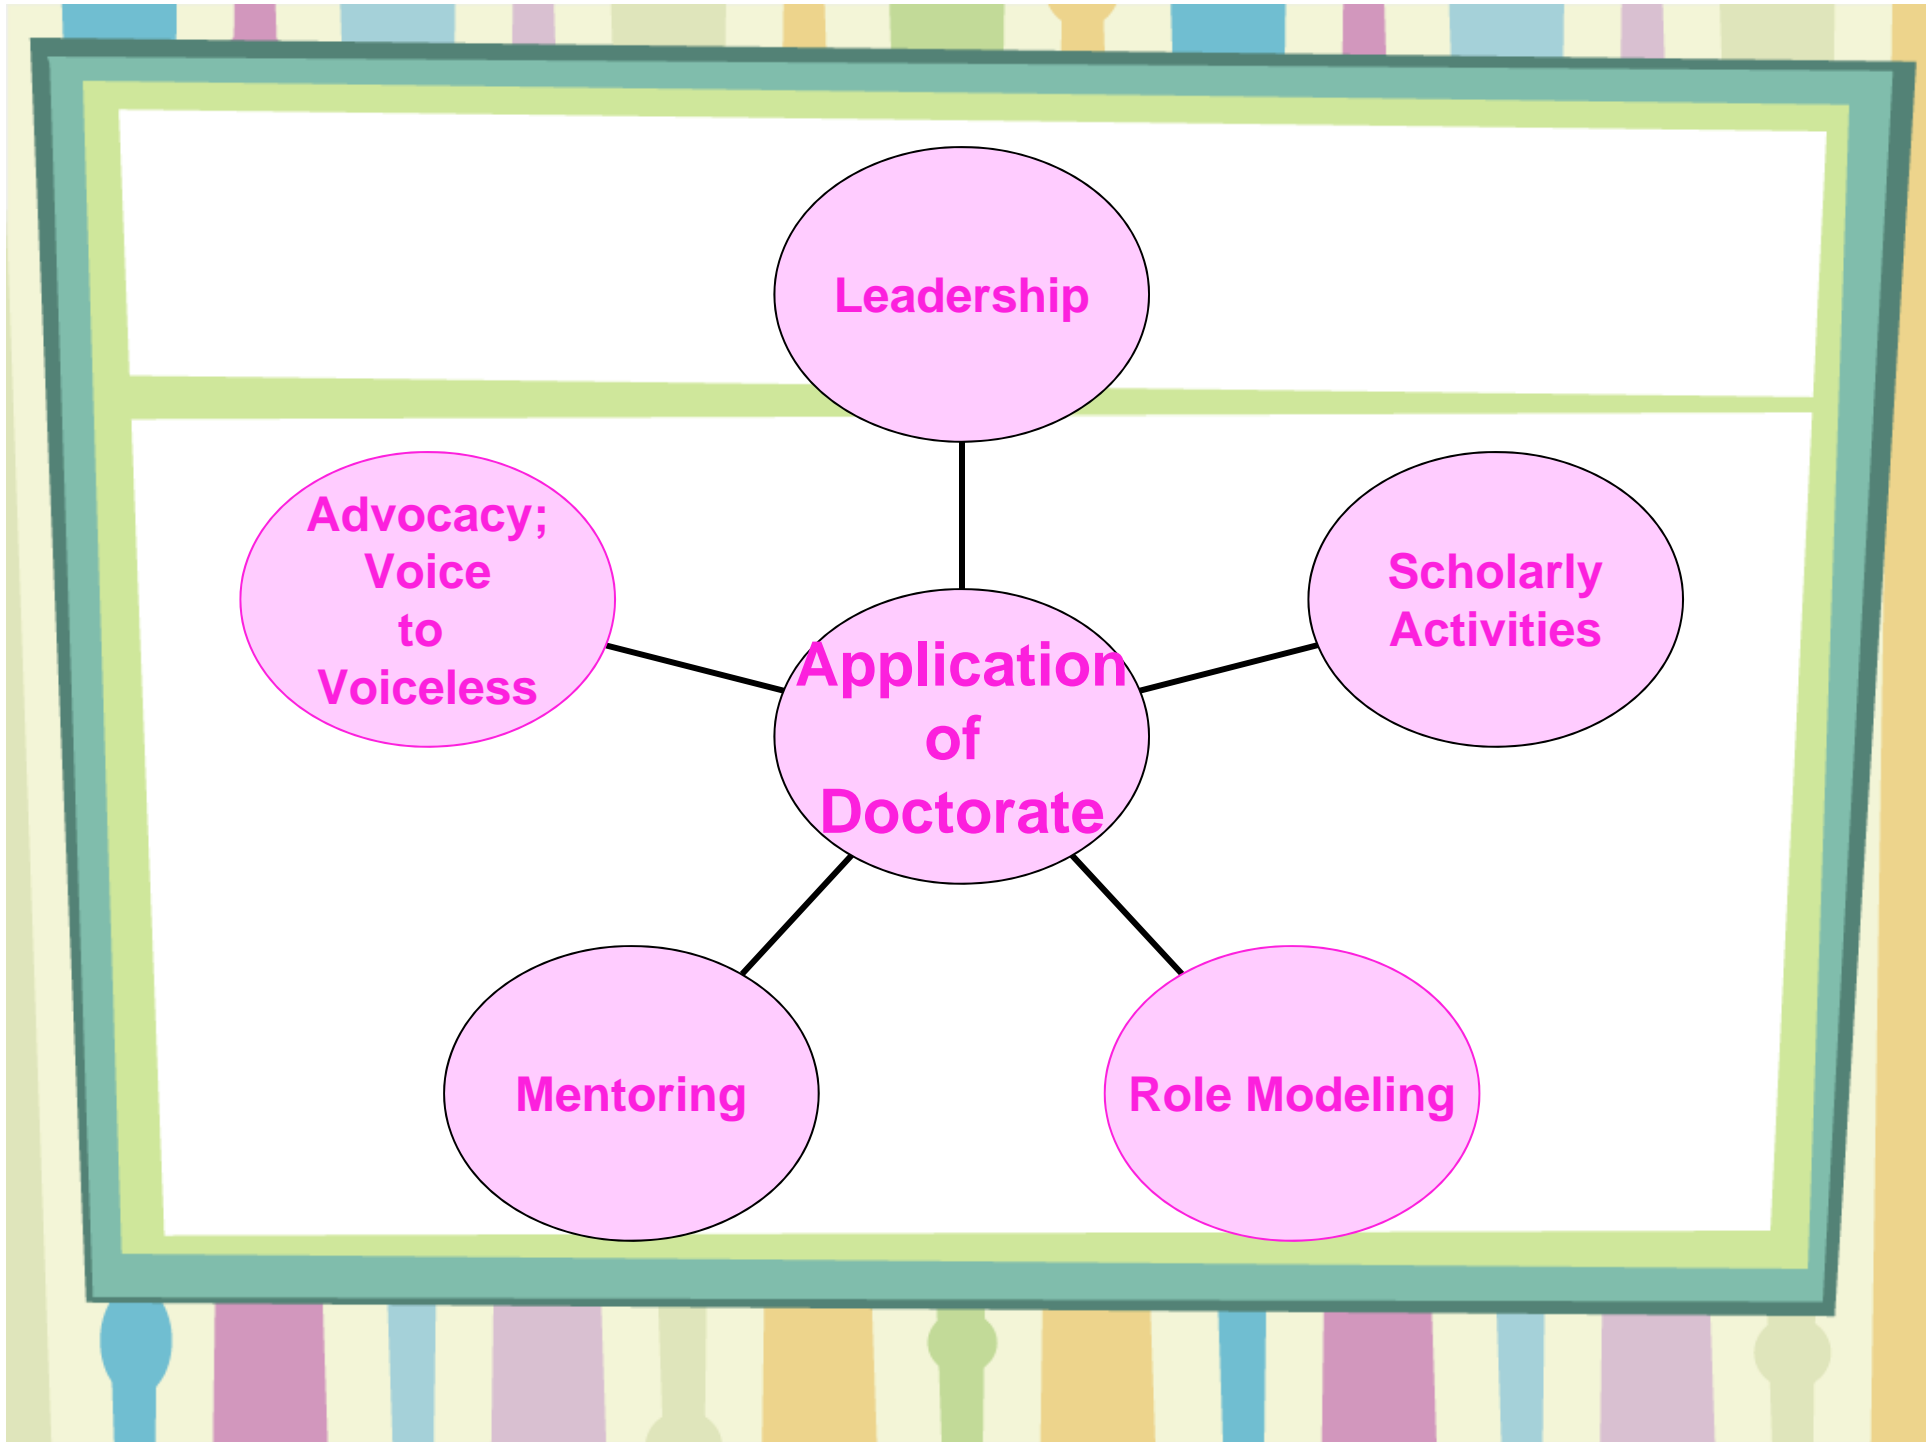 Leadership
Advocacy;
Voice
to
Voiceless
Scholarly
Activities
Application
of
Doctorate
Mentoring
Role Modeling